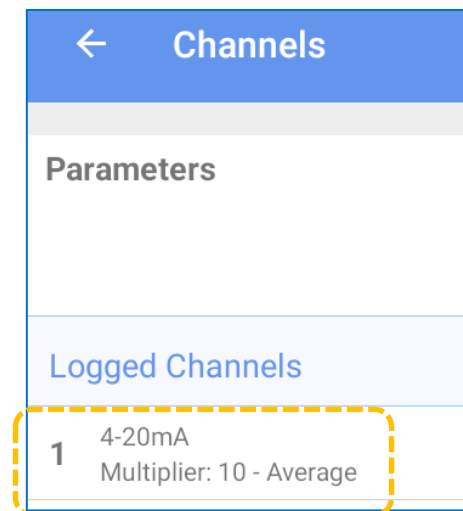 Channels
Parameters
Logged Channels
1
4-20mA
Multiplier: 10 - Average